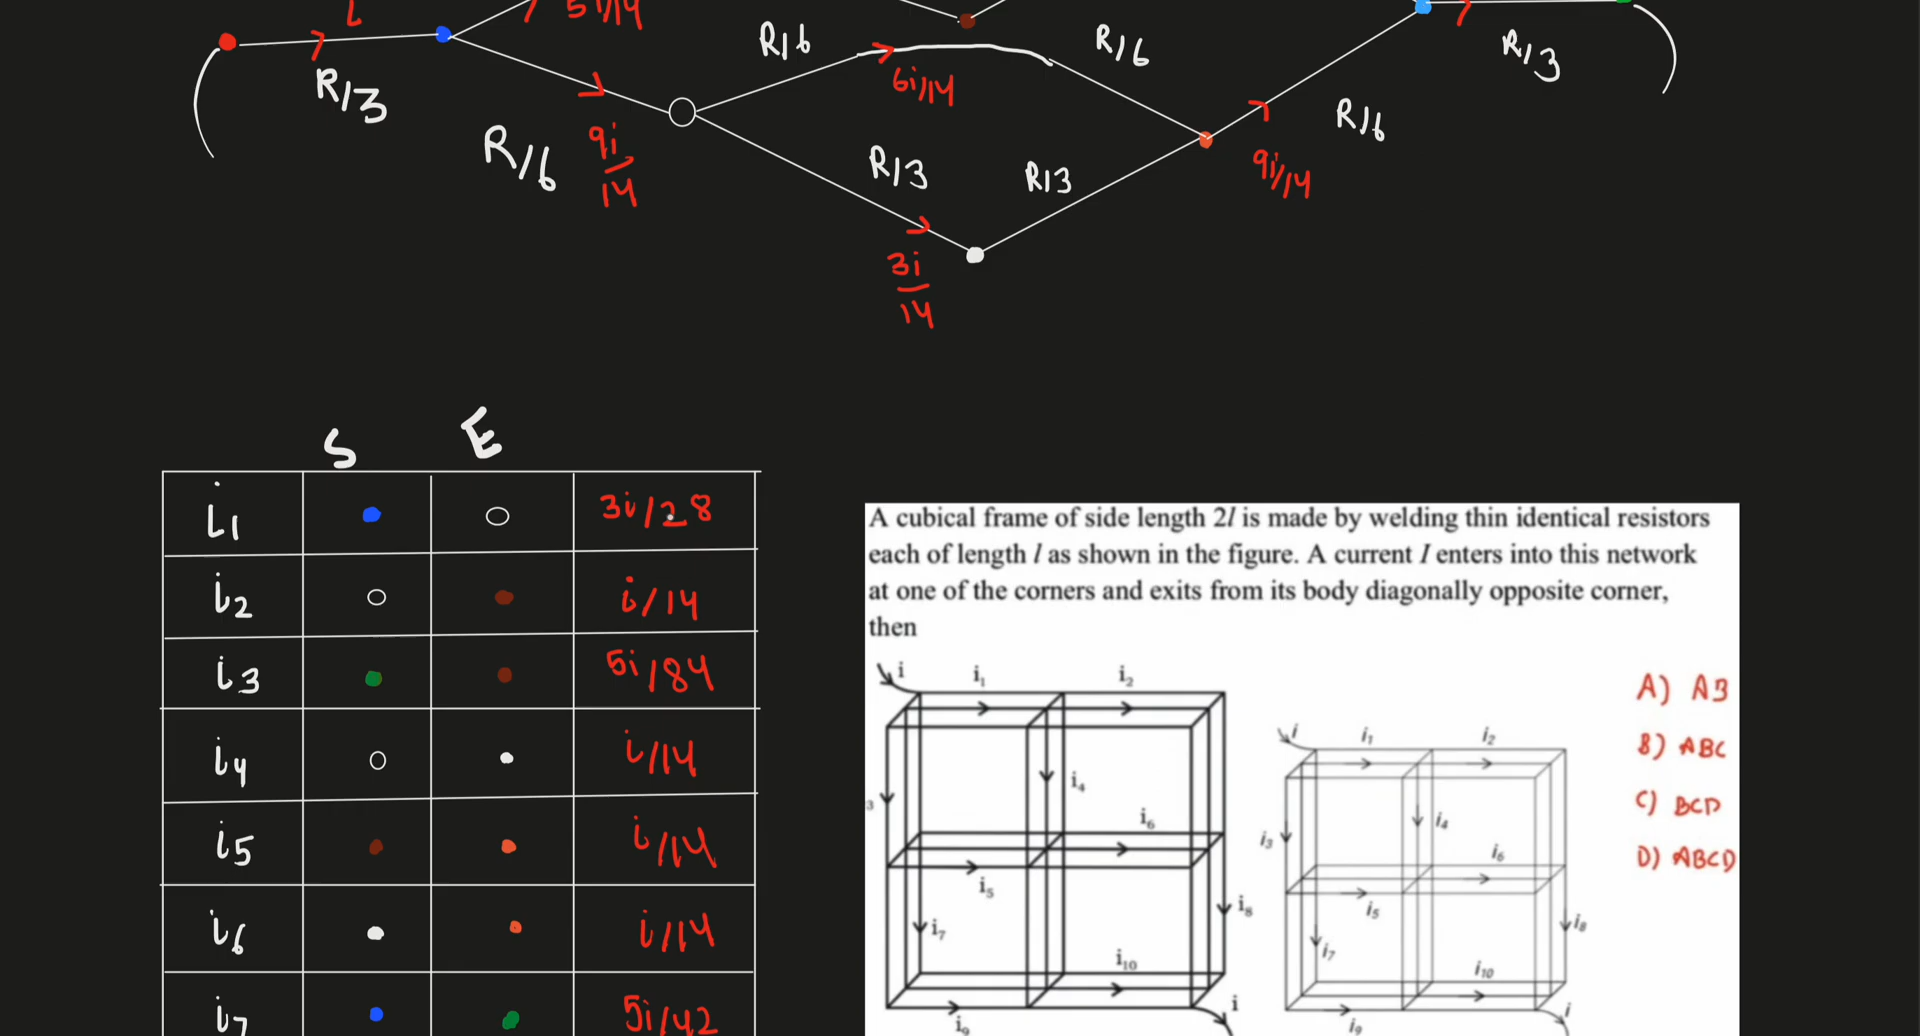 i
5i/14
R/3
R/6
9i/14
R/6
6i/14
R/6
R/3
R/3
3i/14
9i/14
R/6
R/3
S E
i1 3i/28
i2 i/14
i3 5i/84
i4 i/14
i5 i/14
i6 i/14
i7 5i/42
A cubical frame of side length 2l is made by welding thin identical resistors
each of length l as shown in the figure. A current I enters into this network
at one of the corners and exits from its body diagonally opposite corner,
then
i i1 i2
3 i4
i6
i5
i7 i8
i10
i9 i
i i1 i2
i3 i4
i6
i5
i7 i8
i10
i9 i
A) AB
B) ABC
C) BCD
D) ABCD